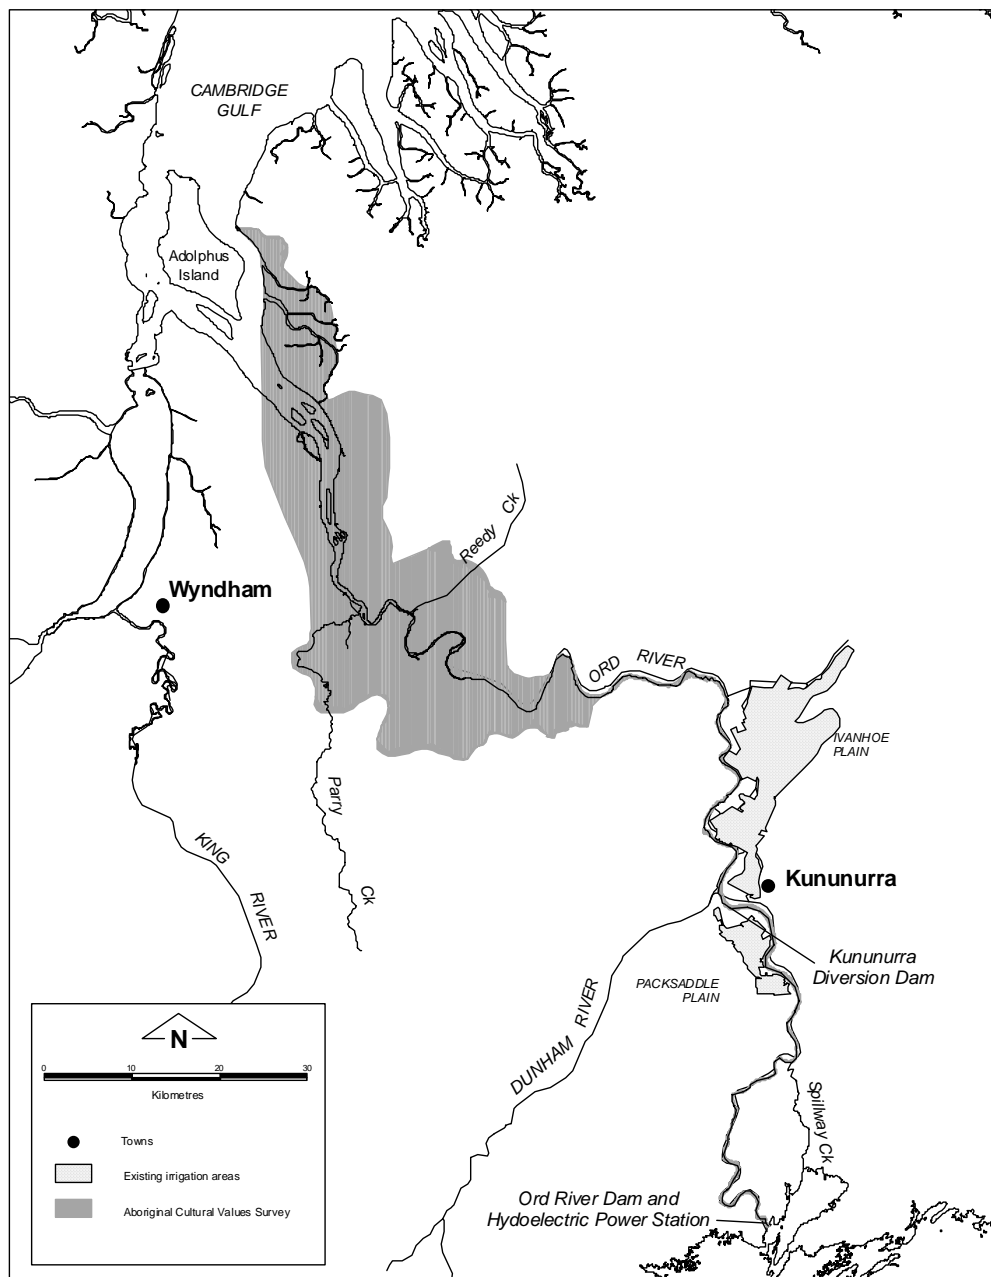 CAMBRIDGE
GULF
Adolphus
Island
Reedy Ck
Wyndham
ORD RIVER
IVANHOE
PLAIN
Parry Ck
KING RIVER
Kununurra
Kununurra
Diversion Dam
PACKSADDLE
PLAIN
DUNHAM RIVER
Spillway Ck
Ord River Dam and
Hydoelectric Power Station
N
0 10 20 30
Kilometres
Towns
Existing irrigation areas
Aboriginal Cultural Values Survey